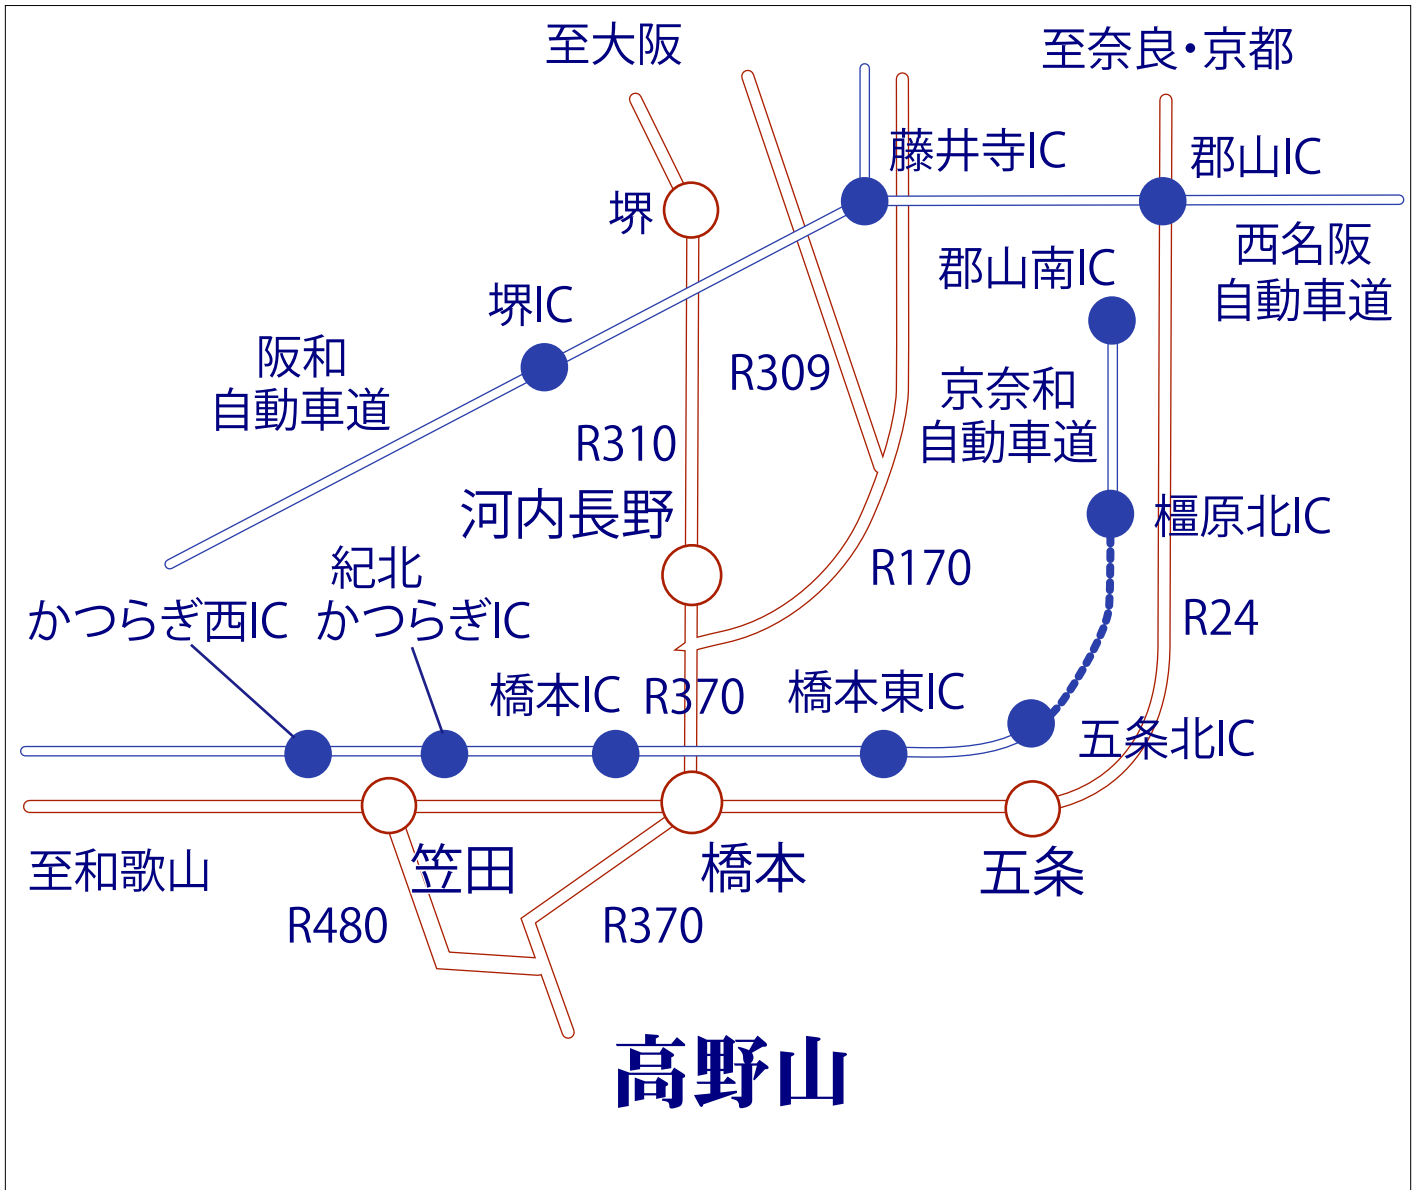 至大阪
至奈良・京都
藤井寺IC
郡山IC
堺
西名阪
自動車道
郡山南IC
堺IC
阪和
自動車道
R309
京奈和
自動車道
R310
河内長野
橿原北IC
紀北
かつらぎIC
かつらぎ西IC
R170
R24
橋本IC
R370
橋本東IC
五条北IC
至和歌山
笠田
橋本
五条
R480
R370
高野山